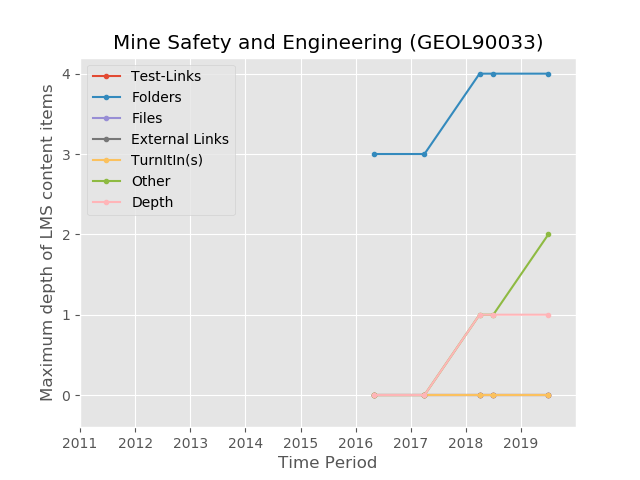 Mine Safety and Engineering (GEOL90033)
Test-Links
Folders
Files
External Links
TurnItIn(s)
Other
Depth
Maximum depth of LMS content items
4
3
2
1
0
2011 2012 2013 2014 2015 2016 2017 2018 2019
Time Period